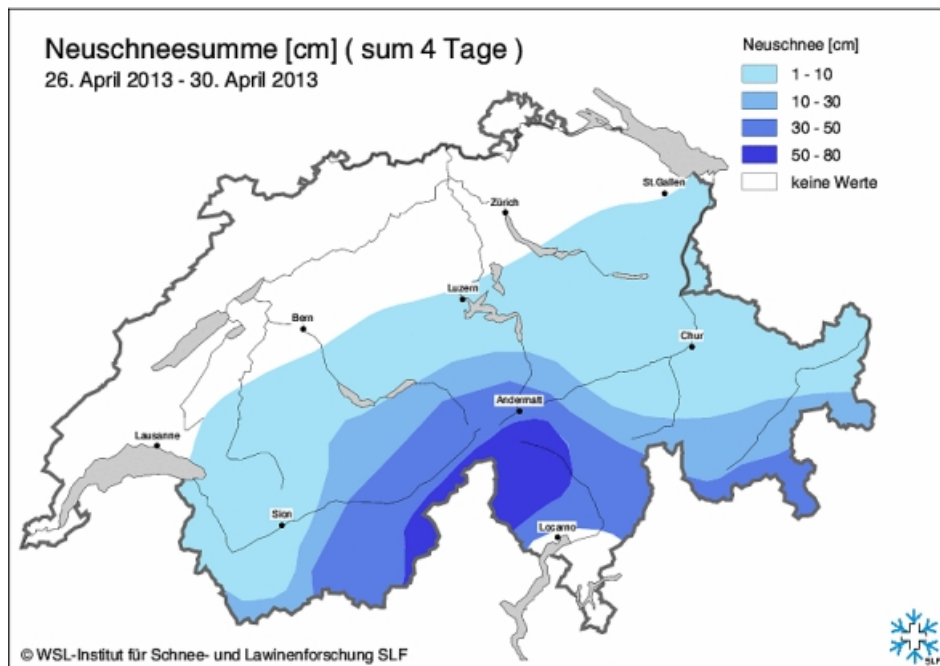 Neuschneesumme [cm] ( sum 4 Tage )
26. April 2013 - 30. April 2013
Neuschnee [cm]
1 - 10
10 - 30
30 - 50
50 - 80
keine Werte
St.Gallen
Zürich
Luzern
Bern
Chur
Andermatt
Lausanne
Sion
Locarno
© WSL-Institut für Schnee- und Lawinenforschung SLF
SLF